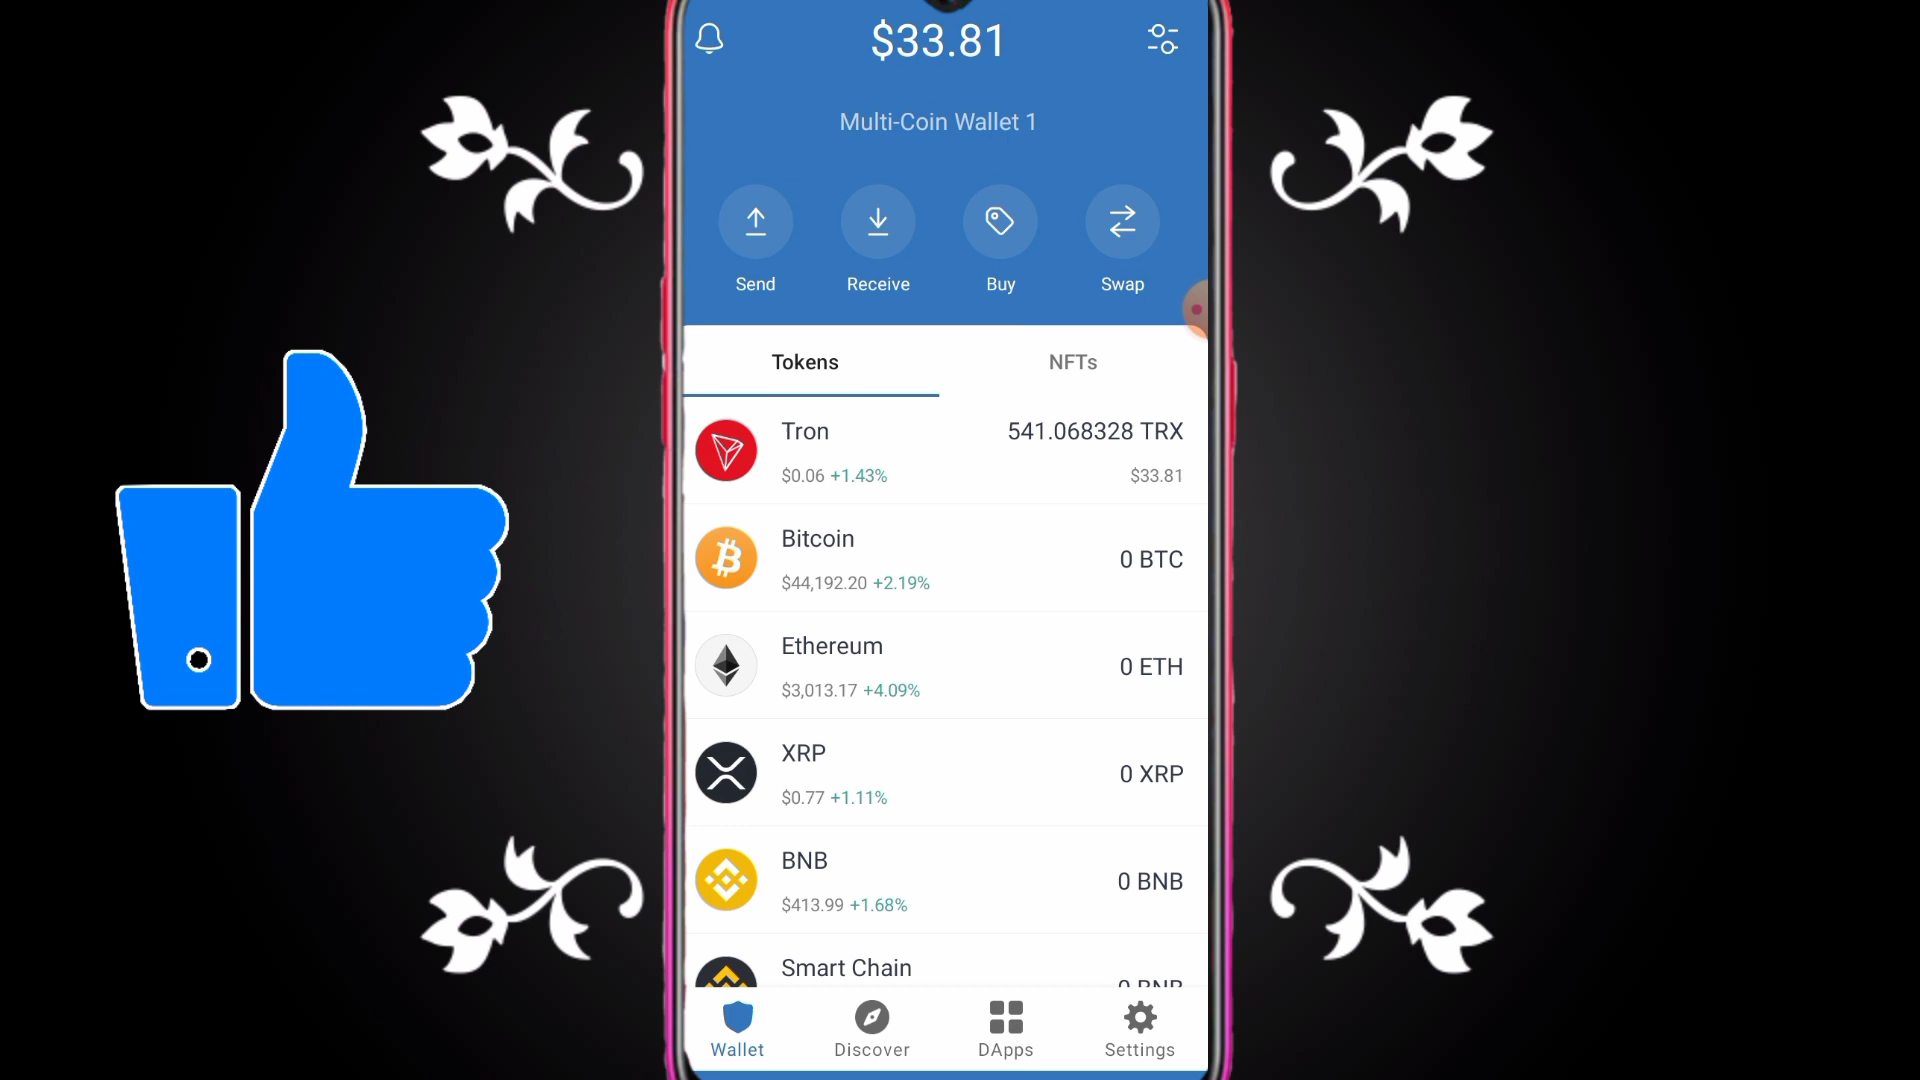 $33.81
Multi-Coin Wallet 1
Send Receive Buy Swap
Tokens NFTs
Tron 541.068328 TRX
$0.06 +1.43% $33.81
Bitcoin
0 BTC
$44,192.20 +2.19%
Ethereum
0 ETH
$3,013.17 +4.09%
XRP
0 XRP
$0.77 +1.11%
BNB
0 BNB
$413.99 +1.68%
Smart Chain
0 BNB
Wallet Discover DApps Settings